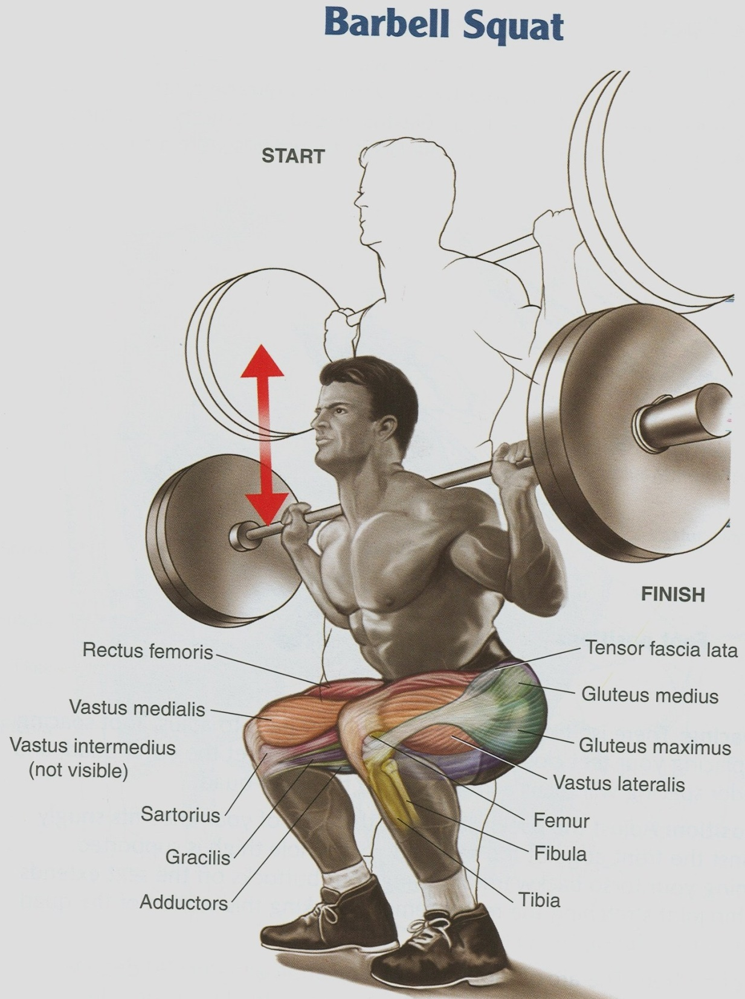 Barbell Squat
START
FINISH
Rectus femoris
Tensor fascia lata
Vastus medialis
Gluteus medius
Vastus intermedius
(not visible)
Gluteus maximus
Vastus lateralis
Sartorius
Femur
Gracilis
Fibula
Adductors
Tibia